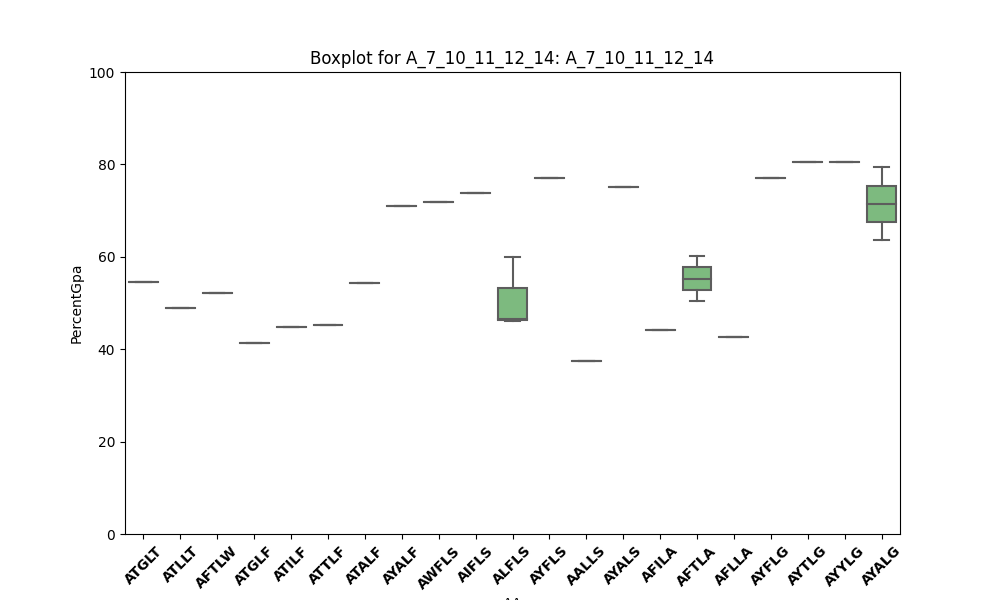 Boxplot for A_7_10_11_12_14: A_7_10_11_12_14
100
80
60
40
20
0
PercentGpa
ATGLT ATLLT AFTLW ATGLF ATILF ATTLF ATALF AYALF AWFLS AIFLS ALFLS AYFLS AALLS AYALS AFILA AFTLA AFLLA AYFLG AYTLG AYYLG AYALG